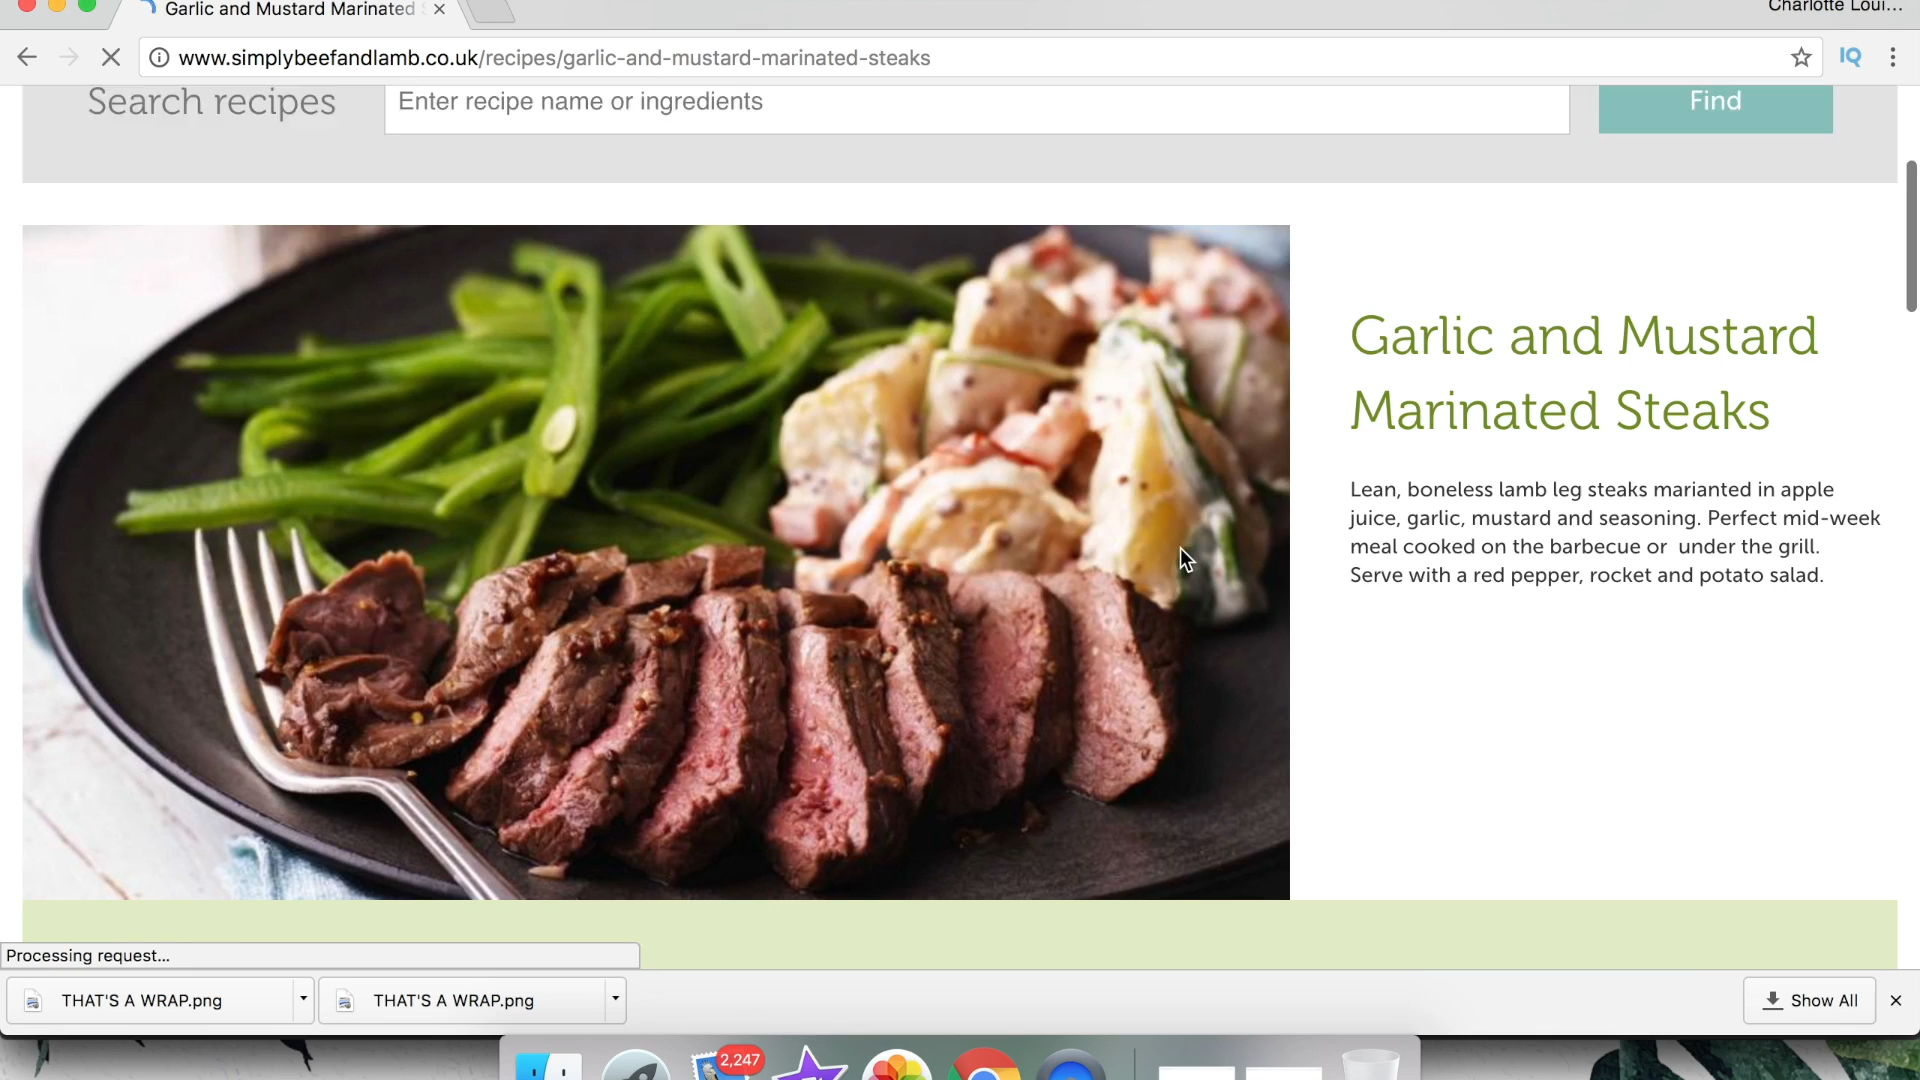 Garlic and Mustard Marinated
Charlotte Loui...
www.simplybeefandlamb.co.uk/recipes/garlic-and-mustard-marinated-steaks
IQ
Search recipes
Enter recipe name or ingredients
Find
Garlic and Mustard
Marinated Steaks
Lean, boneless lamb leg steaks marianted in apple
juice, garlic, mustard and seasoning. Perfect mid-week
meal cooked on the barbecue or under the grill.
Serve with a red pepper, rocket and potato salad.
Processing request...
THAT'S A WRAP.png
THAT'S A WRAP.png
Show All
2,247